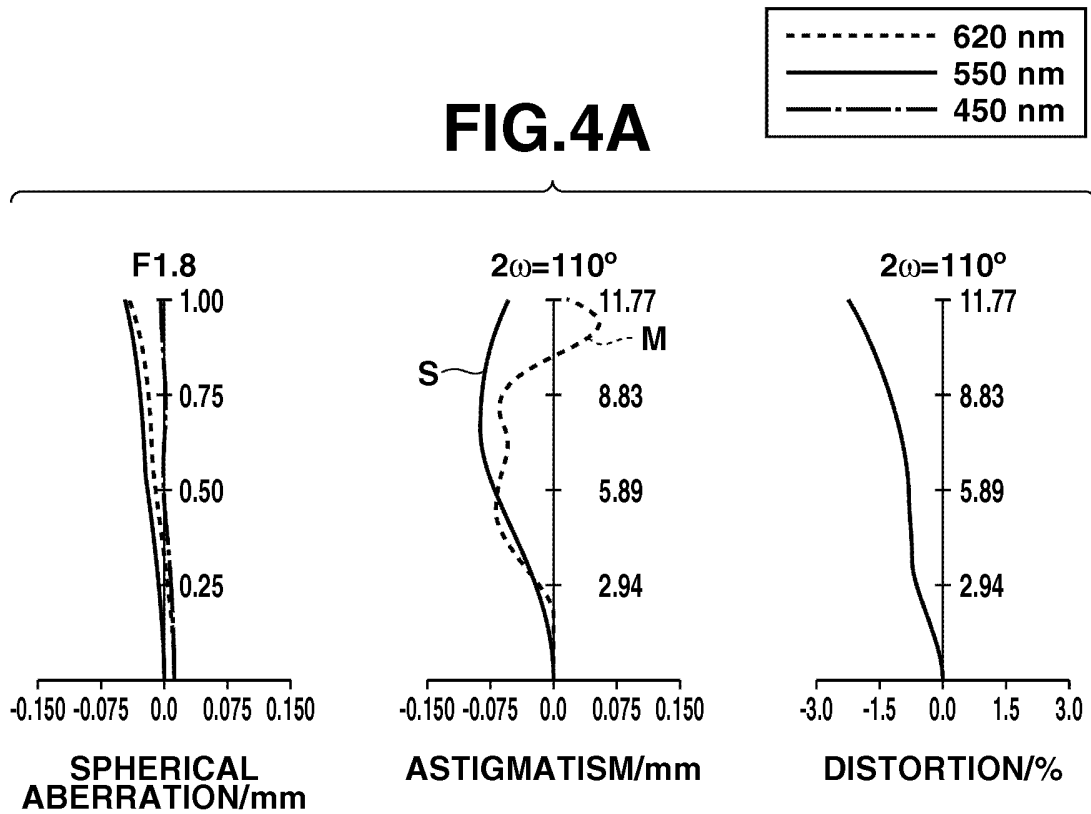 620 nm
550 nm
450 nm
FIG.4A
F1.8
1.00
0.75
0.50
0.25
-0.150 -0.075 0.0 0.075 0.150
SPHERICAL
ABERRATION/mm
2ω=110°
11.77
M
S
8.83
5.89
2.94
-0.150 -0.075 0.0 0.075 0.150
ASTIGMATISM/mm
2ω=110°
11.77
8.83
5.89
2.94
-3.0 -1.5 0.0 1.5 3.0
DISTORTION/%